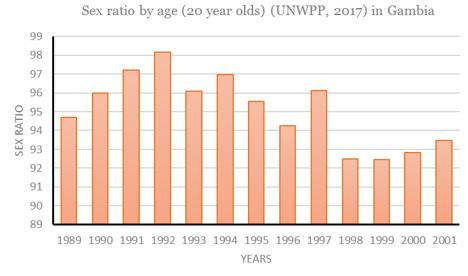 Sex ratio by age (20 year olds) (UNWPP, 2017) in Gambia
99
98
97
96
95
94
93
92
91
90
89
SEX RATIO
1989 1990 1991 1992 1993 1994 1995 1996 1997 1998 1999 2000 2001
YEARS